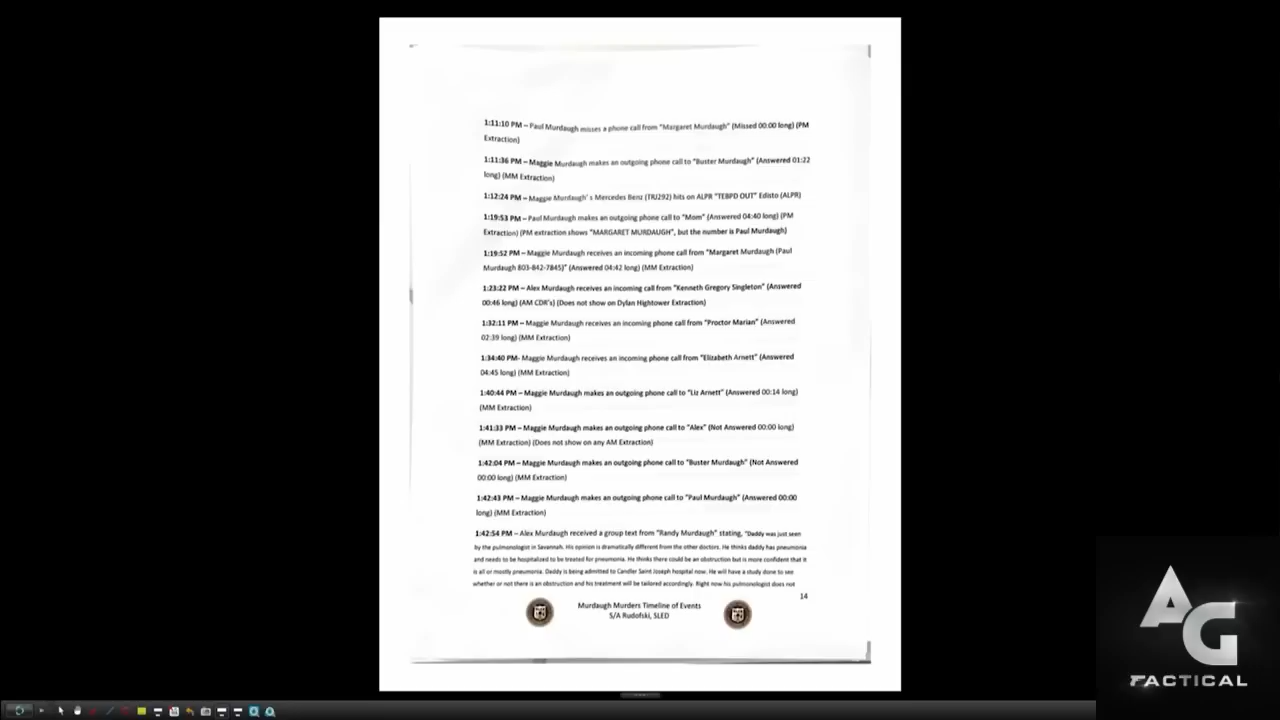 1:11:10 PM – Paul Murdaugh misses a phone call from "Margaret Murdaugh" (Missed 00:00 long) (PM
Extraction)
1:11:36 PM – Maggie Murdaugh makes an outgoing phone call to "Buster Murdaugh" (Answered 01:22
long) (MM Extraction)
1:12:24 PM – Maggie Murdaugh' s Mercedes Benz (TRJ292) hits on ALPR "TEBPD OUT" Edisto (ALPR)
1:19:53 PM – Paul Murdaugh makes an outgoing phone call to "Mom" (Answered 04:40 long) (PM
Extraction) (PM extraction shows "MARGARET MURDAUGH", but the number is Paul Murdaugh)
1:19:52 PM – Maggie Murdaugh receives an incoming phone call from "Margaret Murdaugh (Paul
Murdaugh 803-842-7845)" (Answered 04:42 long) (MM Extraction)
1:23:22 PM – Alex Murdaugh receives an incoming call from "Kenneth Gregory Singleton" (Answered
00:46 long) (AM CDR's) (Does not show on Dylan Hightower Extraction)
1:32:11 PM – Maggie Murdaugh receives an incoming phone call from "Proctor Marian" (Answered
02:39 long) (MM Extraction)
1:34:40 PM- Maggie Murdaugh receives an incoming phone call from "Elizabeth Arnett" (Answered
04:45 long) (MM Extraction)
1:40:44 PM – Maggie Murdaugh makes an outgoing phone call to "Liz Arnett" (Answered 00:14 long)
(MM Extraction)
1:41:33 PM – Maggie Murdaugh makes an outgoing phone call to "Alex" (Not Answered 00:00 long)
(MM Extraction) (Does not show on any AM Extraction)
1:42:04 PM – Maggie Murdaugh makes an outgoing phone call to "Buster Murdaugh" (Not Answered
00:00 long) (MM Extraction)
1:42:43 PM – Maggie Murdaugh makes an outgoing phone call to "Paul Murdaugh" (Answered 00:00
long) (MM Extraction)
1:42:54 PM – Alex Murdaugh received a group text from "Randy Murdaugh" stating, "Daddy was just seen
by the pulmonologist in Savannah. His opinion is dramatically different from the other doctors. He thinks daddy has pneumonia
and needs to be hospitalized to be treated for pneumonia. He thinks there could be an obstruction but is more confident that it
is all or mostly pneumonia. Daddy is being admitted to Candler Saint Joseph hospital now. He will have a study done to see
whether or not there is an obstruction and his treatment will be tailored accordingly. Right now his pulmonologist does not
14
Murdaugh Murders Timeline of Events
S/A Rudofski, SLED
AG
FACTICAL